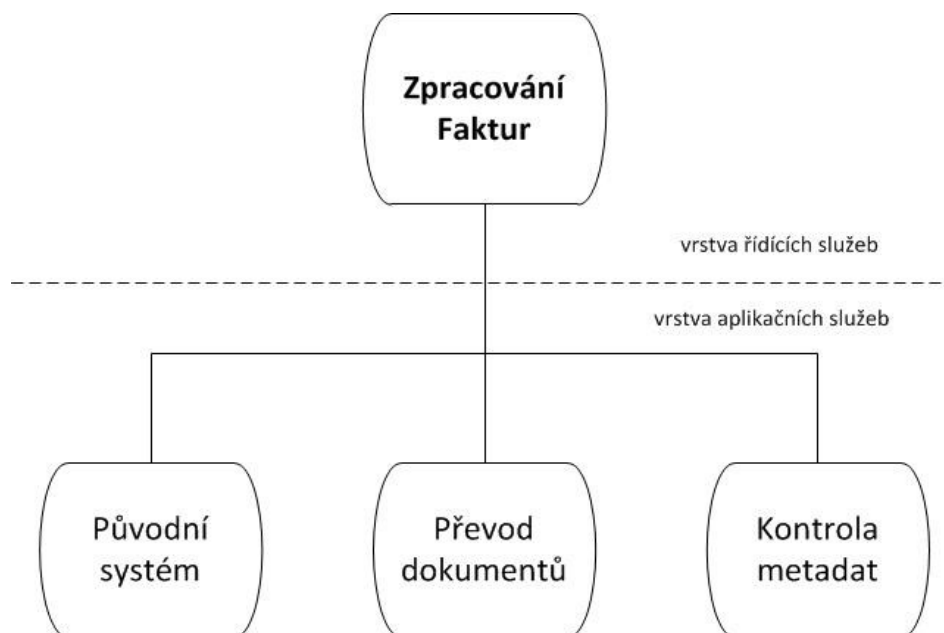 Zpracování
Faktur
vrstva řídících služeb
vrstva aplikačních služeb
Původní
systém
Převod
dokumentů
Kontrola
metadat